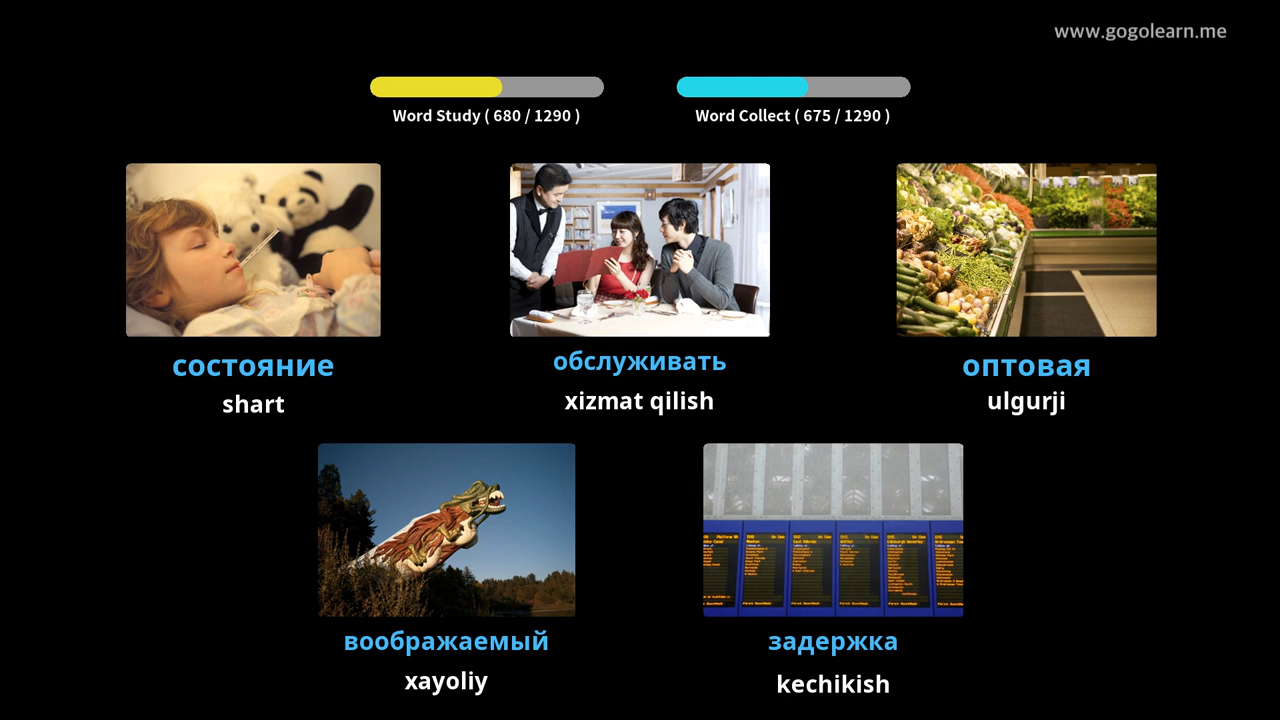 www.gogolearn.me
Word Study ( 680 / 1290 )
Word Collect ( 675 / 1290 )
состояние
shart
обслуживать
xizmat qilish
оптовая
ulgurji
воображаемый
xayoliy
задержка
kechikish